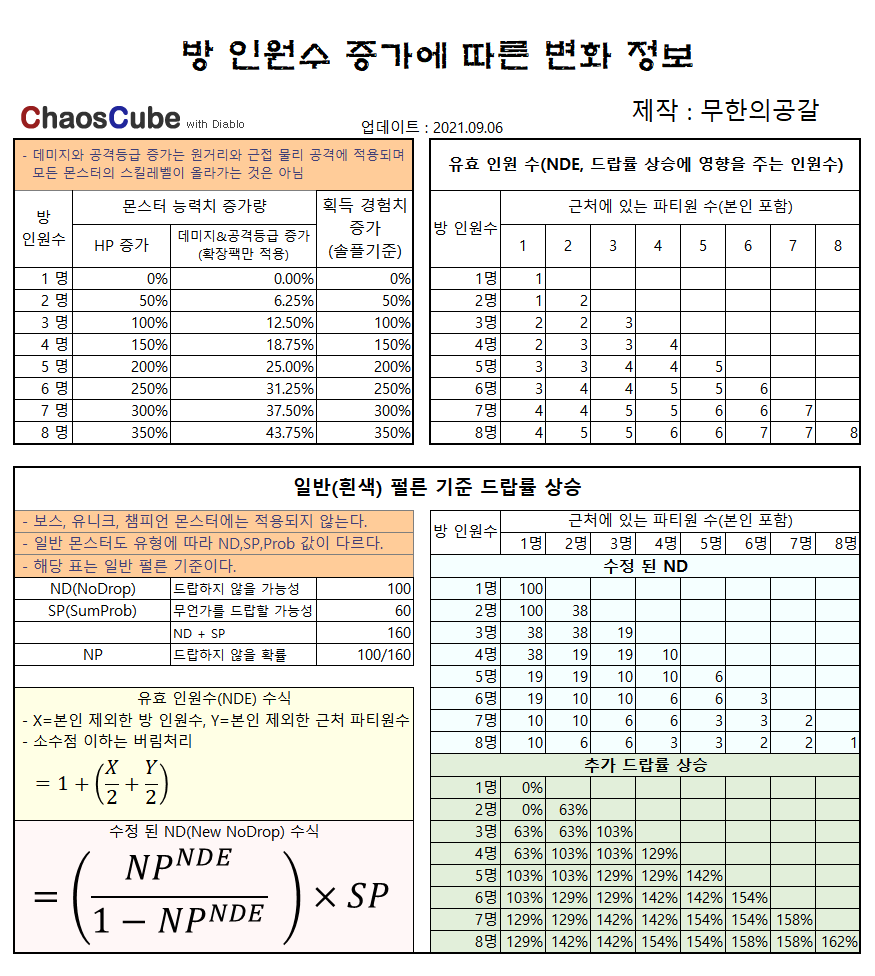 방 인원수 증가에 따른 변화 정보
ChaosCube with Diablo
업데이트 : 2021.09.06
제작 : 무한의공갈
- 데미지와 공격등급 증가는 원거리와 근접 물리 공격에 적용되며
모든 몬스터의 스킬레벨이 올라가는 것은 아님
방 인원수 몬스터 능력치 증가량 획득 경험치 증가 (솔플기준)
HP 증가 데미지&공격등급 증가 (확장팩만 적용)
1 명 0% 0.00% 0%
2 명 50% 6.25% 50%
3 명 100% 12.50% 100%
4 명 150% 18.75% 150%
5 명 200% 25.00% 200%
6 명 250% 31.25% 250%
7 명 300% 37.50% 300%
8 명 350% 43.75% 350%
유효 인원 수(NDE, 드랍률 상승에 영향을 주는 인원수)
방 인원수 근처에 있는 파티원 수(본인 포함)
1 2 3 4 5 6 7 8
1명 1
2명 1 2
3명 2 2 3
4명 2 3 3 4
5명 3 3 4 4 5
6명 3 4 4 5 5 6
7명 4 4 5 5 6 6 7
8명 4 5 5 6 6 7 7 8
일반(흰색) 펄른 기준 드랍률 상승
- 보스, 유니크, 챔피언 몬스터에는 적용되지 않는다.
- 일반 몬스터도 유형에 따라 ND,SP,Prob 값이 다르다.
- 해당 표는 일반 펄른 기준이다.
ND(NoDrop) 드랍하지 않을 가능성 100
SP(SumProb) 무언가를 드랍할 가능성 60
ND + SP 160
NP 드랍하지 않을 확률 100/160
유효 인원수(NDE) 수식
- X=본인 제외한 방 인원수, Y=본인 제외한 근처 파티원수
- 소수점 이하는 버림처리
= 1 + (X/2 + Y/2)
수정 된 ND(New NoDrop) 수식
= (NP^NDE / 1 − NP^NDE) × SP
방 인원수 근처에 있는 파티원 수(본인 포함)
1명 2명 3명 4명 5명 6명 7명 8명
수정 된 ND
1명 100
2명 100 38
3명 38 38 19
4명 38 19 19 10
5명 19 19 10 10 6
6명 19 10 10 6 6 3
7명 10 10 6 6 3 3 2
8명 10 6 6 3 3 2 2 1
추가 드랍률 상승
1명 0%
2명 0% 63%
3명 63% 63% 103%
4명 63% 103% 103% 129%
5명 103% 103% 129% 129% 142%
6명 103% 129% 129% 142% 142% 154%
7명 129% 129% 142% 142% 154% 154% 158%
8명 129% 142% 142% 154% 154% 158% 158% 162%